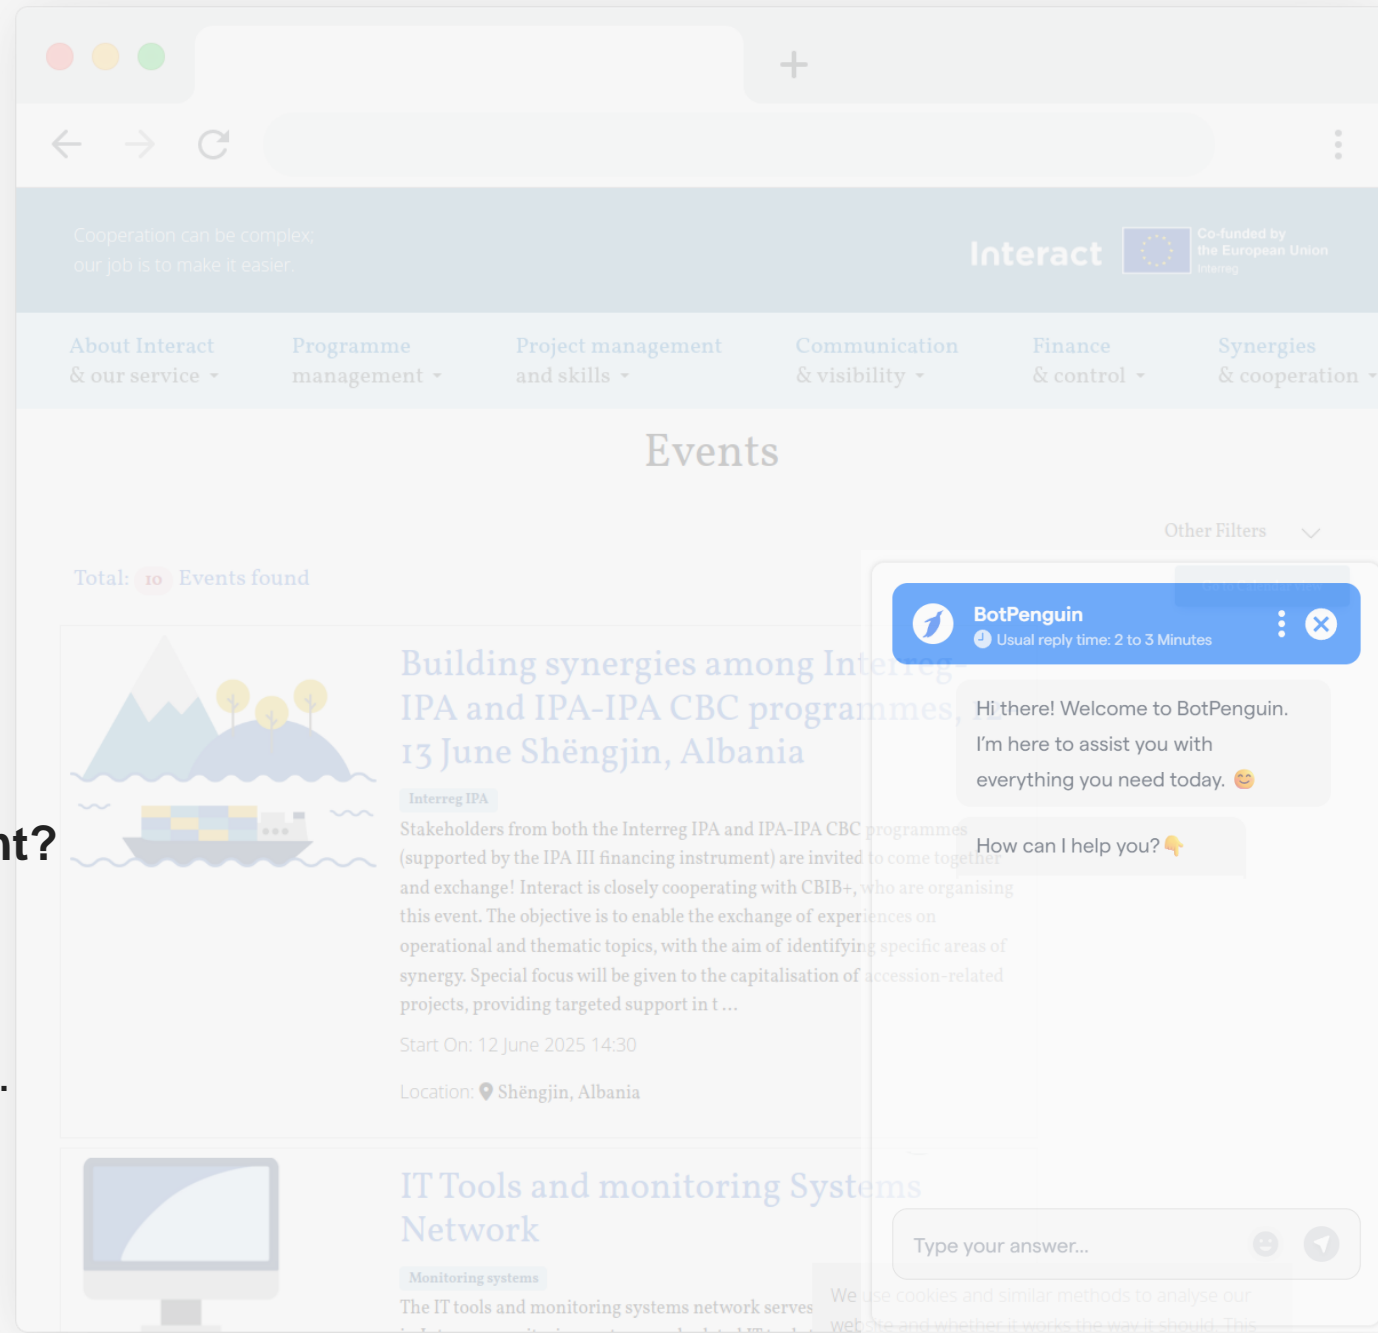 Cooperation can be complex;
our job is to make it easier.
Interact
Co-funded by
the European Union
Interreg
About Interact
& our service
Programme
management
Project management
and skills
Communication
& visibility
Finance
& control
Synergies
& cooperation
Events
Other Filters
Total: 10 Events found
Go to Calendar view
Building synergies among Interreg-
IPA and IPA-IPA CBC programmes, 12-
13 June Shëngjin, Albania
Interreg IPA
Stakeholders from both the Interreg IPA and IPA-IPA CBC programmes
(supported by the IPA III financing instrument) are invited to come together
and exchange! Interact is closely cooperating with CBIB+, who are organising
this event. The objective is to enable the exchange of experiences on
operational and thematic topics, with the aim of identifying specific areas of
synergy. Special focus will be given to the capitalisation of accession-related
projects, providing targeted support in t ...
Start On: 12 June 2025 14:30
Location: Shëngjin, Albania
IT Tools and monitoring Systems
Network
Monitoring systems
The IT tools and monitoring systems network serves
nt?
.
BotPenguin
Usual reply time: 2 to 3 Minutes
Hi there! Welcome to BotPenguin.
I'm here to assist you with
everything you need today. 😊
How can I help you? 👇
Type your answer...
We use cookies and similar methods to analyse our
website and whether it works the way it should. This